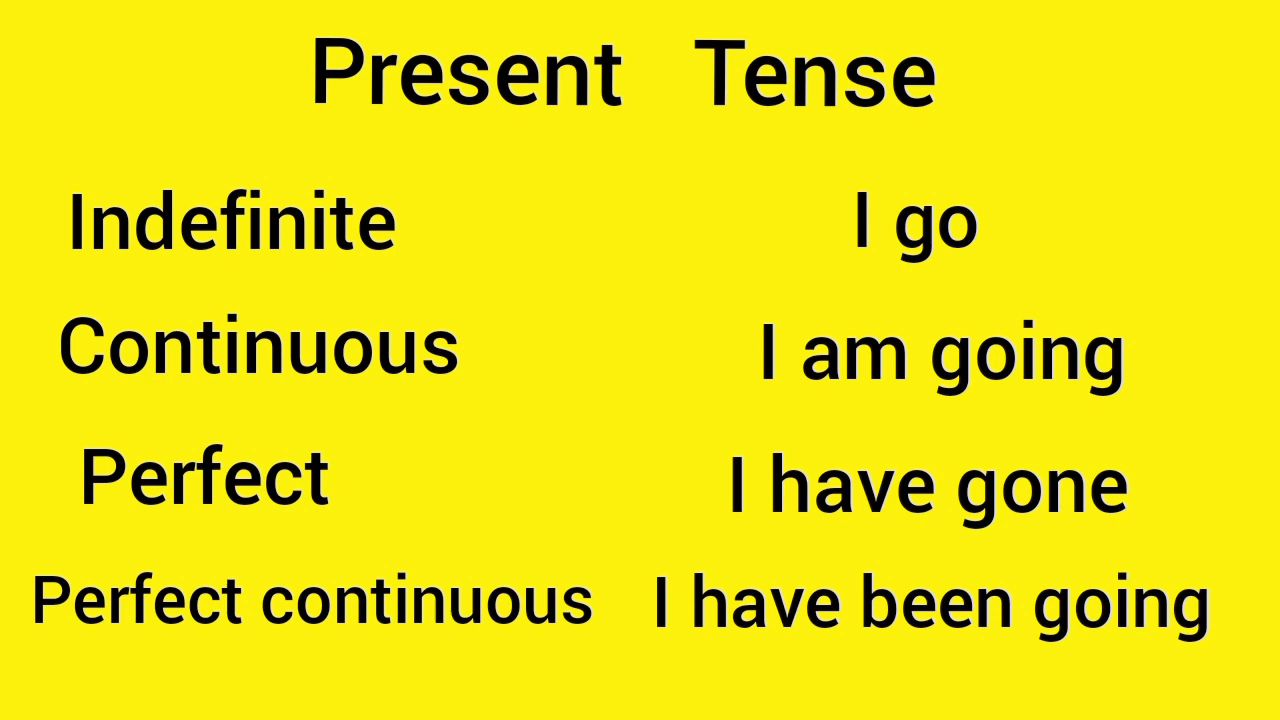 Present Tense
Indefinite I go
Continuous I am going
Perfect I have gone
Perfect continuous I have been going